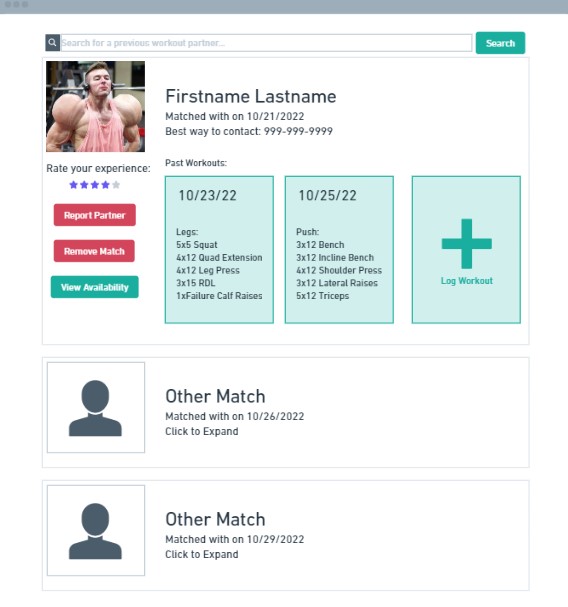 Search for a previous workout partner...
Search
Firstname Lastname
Matched with on 10/21/2022
Best way to contact: 999-999-9999
Rate your experience:
Report Partner
Remove Match
View Availability
Past Workouts:
10/23/22
Legs:
5x5 Squat
4x12 Quad Extension
4x12 Leg Press
3x15 RDL
1xFailure Calf Raises
10/25/22
Push:
3x12 Bench
3x12 Incline Bench
4x12 Shoulder Press
3x12 Lateral Raises
5x12 Triceps
Log Workout
Other Match
Matched with on 10/26/2022
Click to Expand
Other Match
Matched with on 10/29/2022
Click to Expand